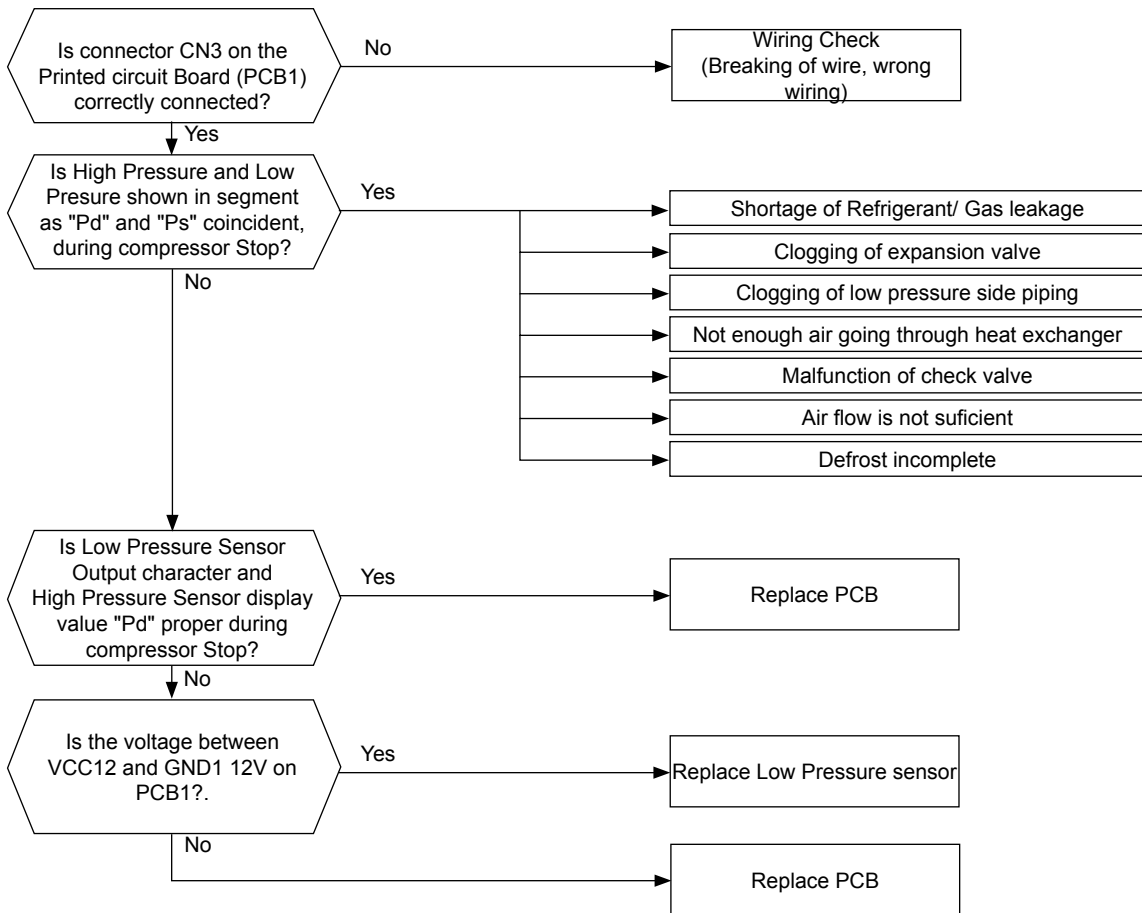 Is connector CN3 on the
Printed circuit Board (PCB1)
correctly connected?
No
Wiring Check
(Breaking of wire, wrong
wiring)
Yes
Is High Pressure and Low
Presure shown in segment
as "Pd" and "Ps" coincident,
during compressor Stop?
Yes
Shortage of Refrigerant/ Gas leakage
Clogging of expansion valve
Clogging of low pressure side piping
Not enough air going through heat exchanger
Malfunction of check valve
Air flow is not suficient
Defrost incomplete
No
Is Low Pressure Sensor
Output character and
High Pressure Sensor display
value "Pd" proper during
compressor Stop?
Yes
Replace PCB
No
Is the voltage between
VCC12 and GND1 12V on
PCB1?.
Yes
Replace Low Pressure sensor
No
Replace PCB